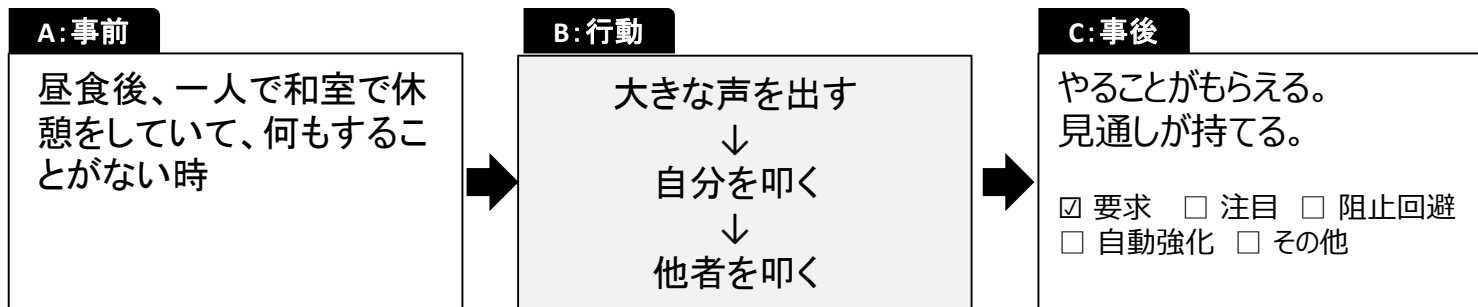 A:事前
昼食後、一人で和室で休
憩をしていて、何もするこ
とがない時
B:行動
大きな声を出す
↓
自分を叩く
↓
他者を叩く
C:事後
やることがもらえる。
見通しが持てる。
☑ 要求 □ 注目 □ 阻止回避
□ 自動強化 □ その他